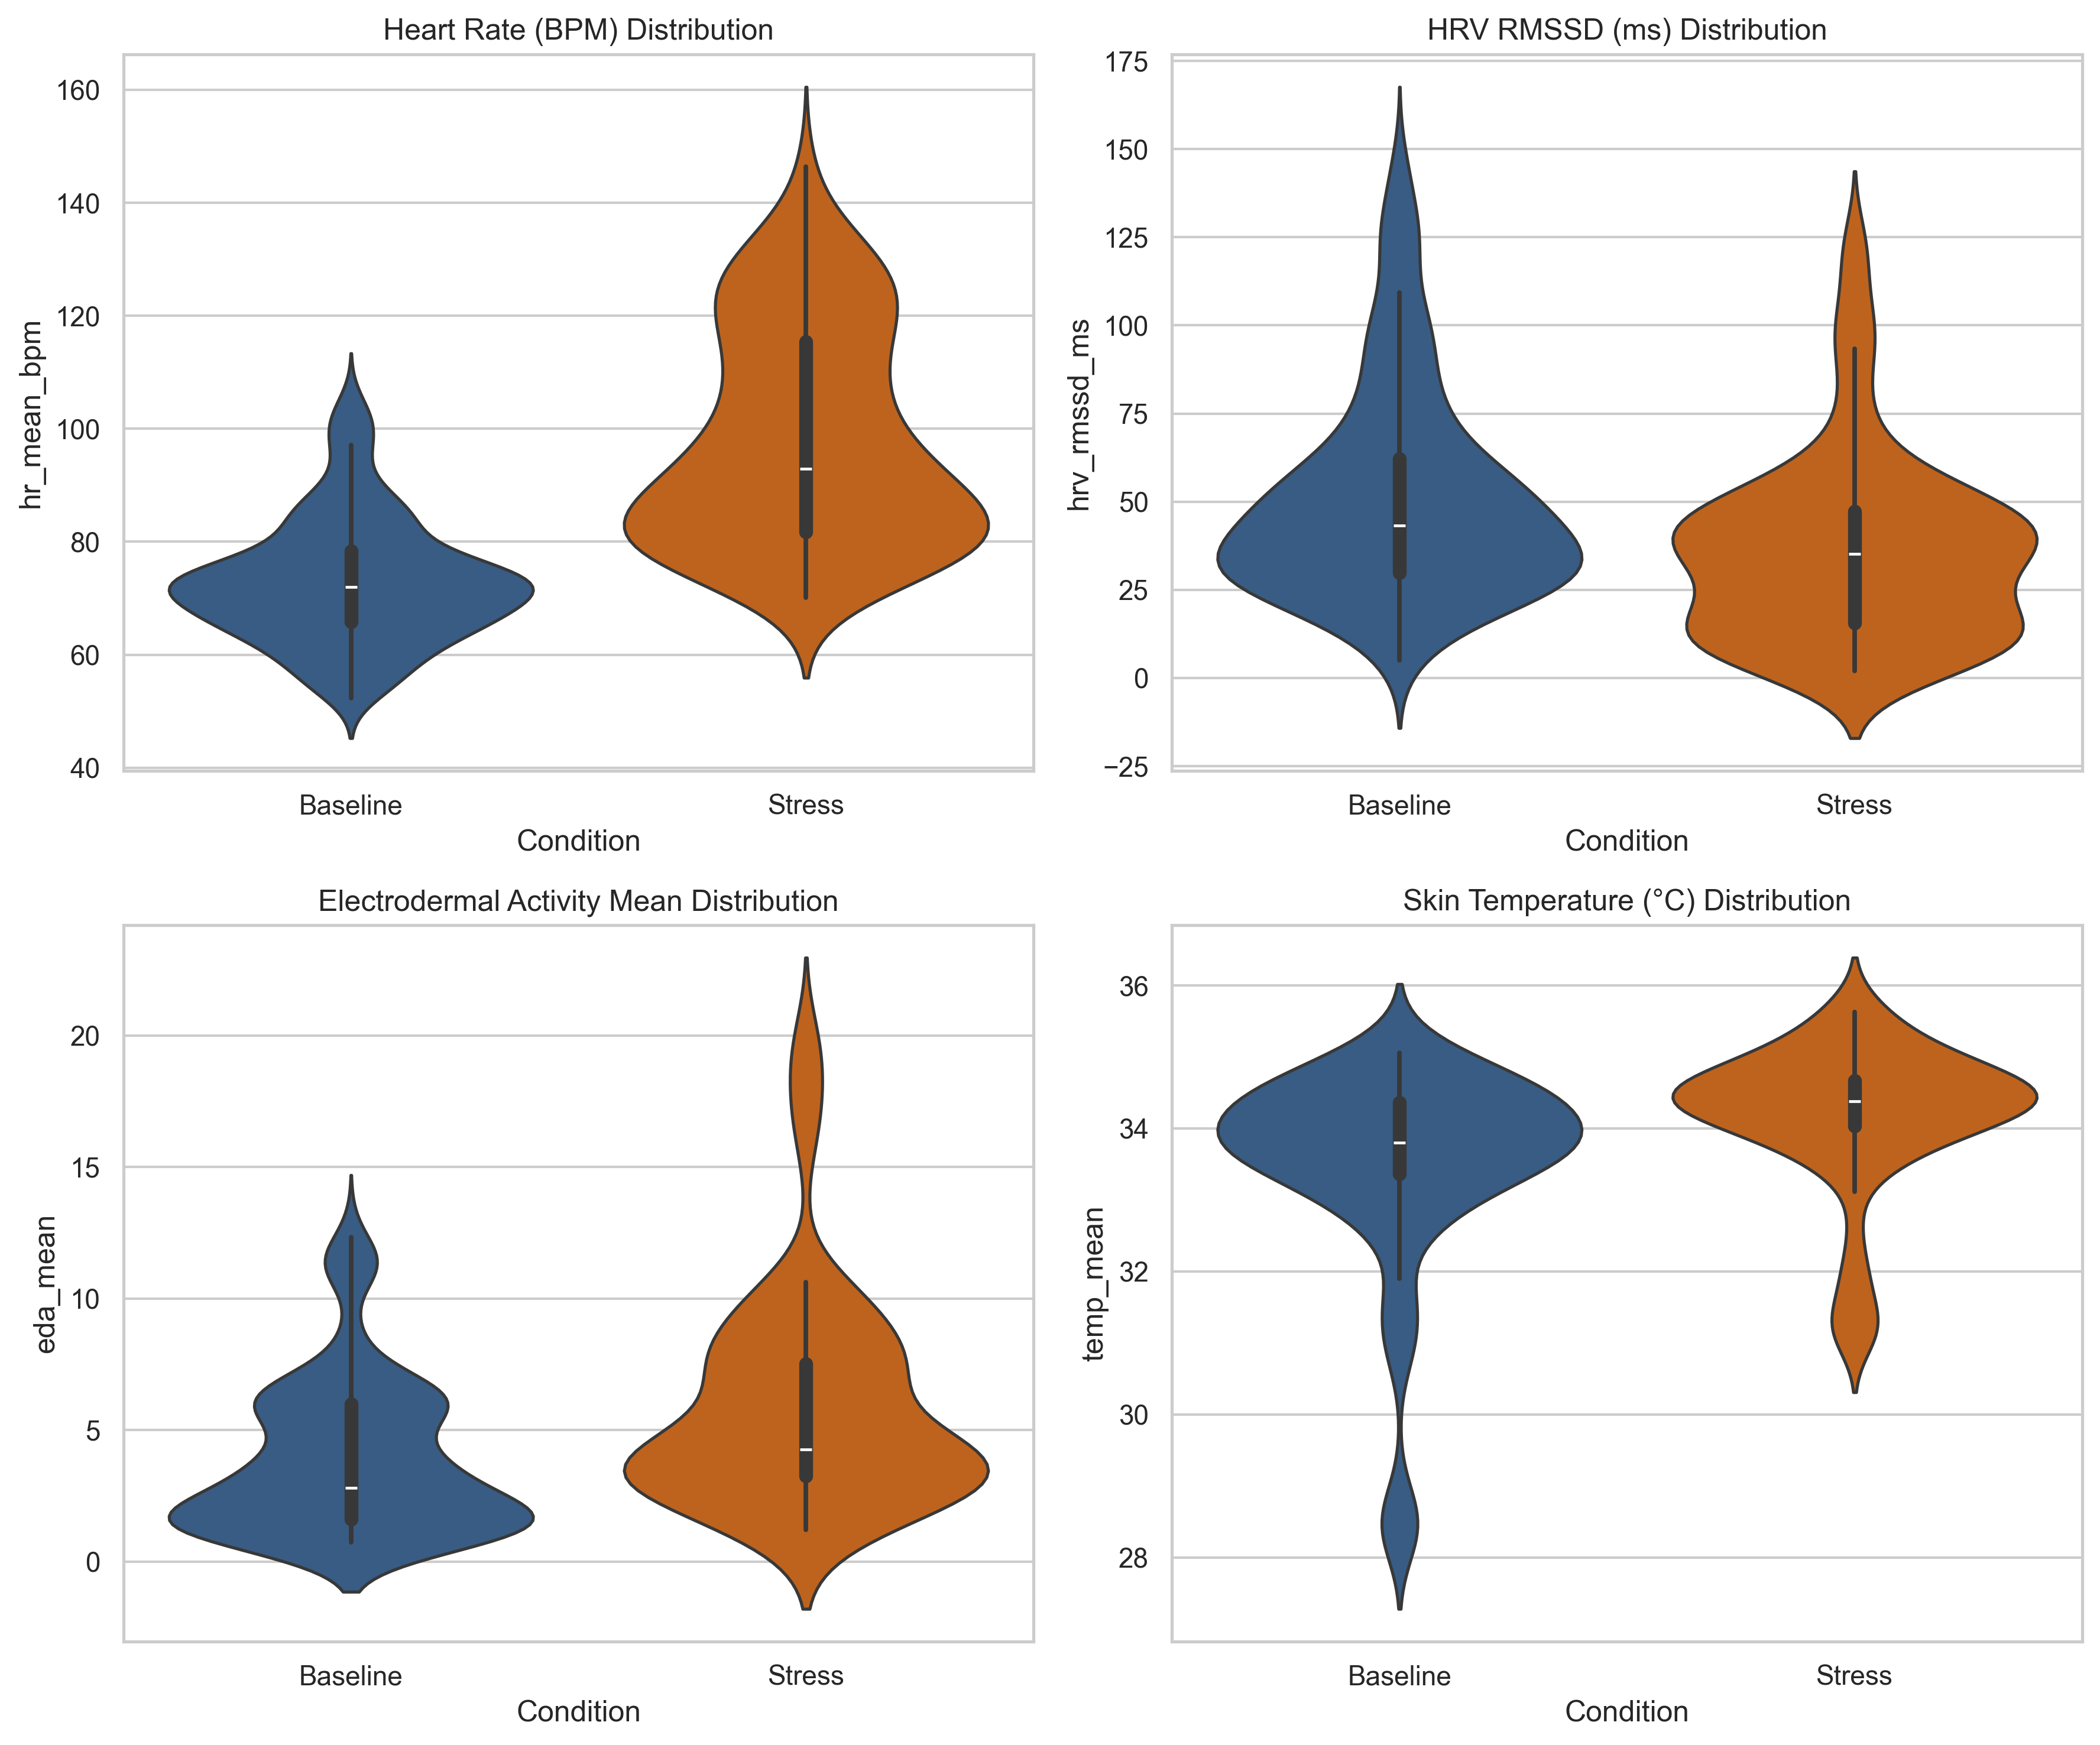 Heart Rate (BPM) Distribution
160
140
120
100
80
60
40
hr_mean_bpm
Baseline
Stress
Condition
HRV RMSSD (ms) Distribution
175
150
125
100
75
50
25
0
−25
hrv_rmssd_ms
Baseline
Stress
Condition
Electrodermal Activity Mean Distribution
20
15
10
5
0
eda_mean
Baseline
Stress
Condition
Skin Temperature (°C) Distribution
36
34
32
30
28
temp_mean
Baseline
Stress
Condition